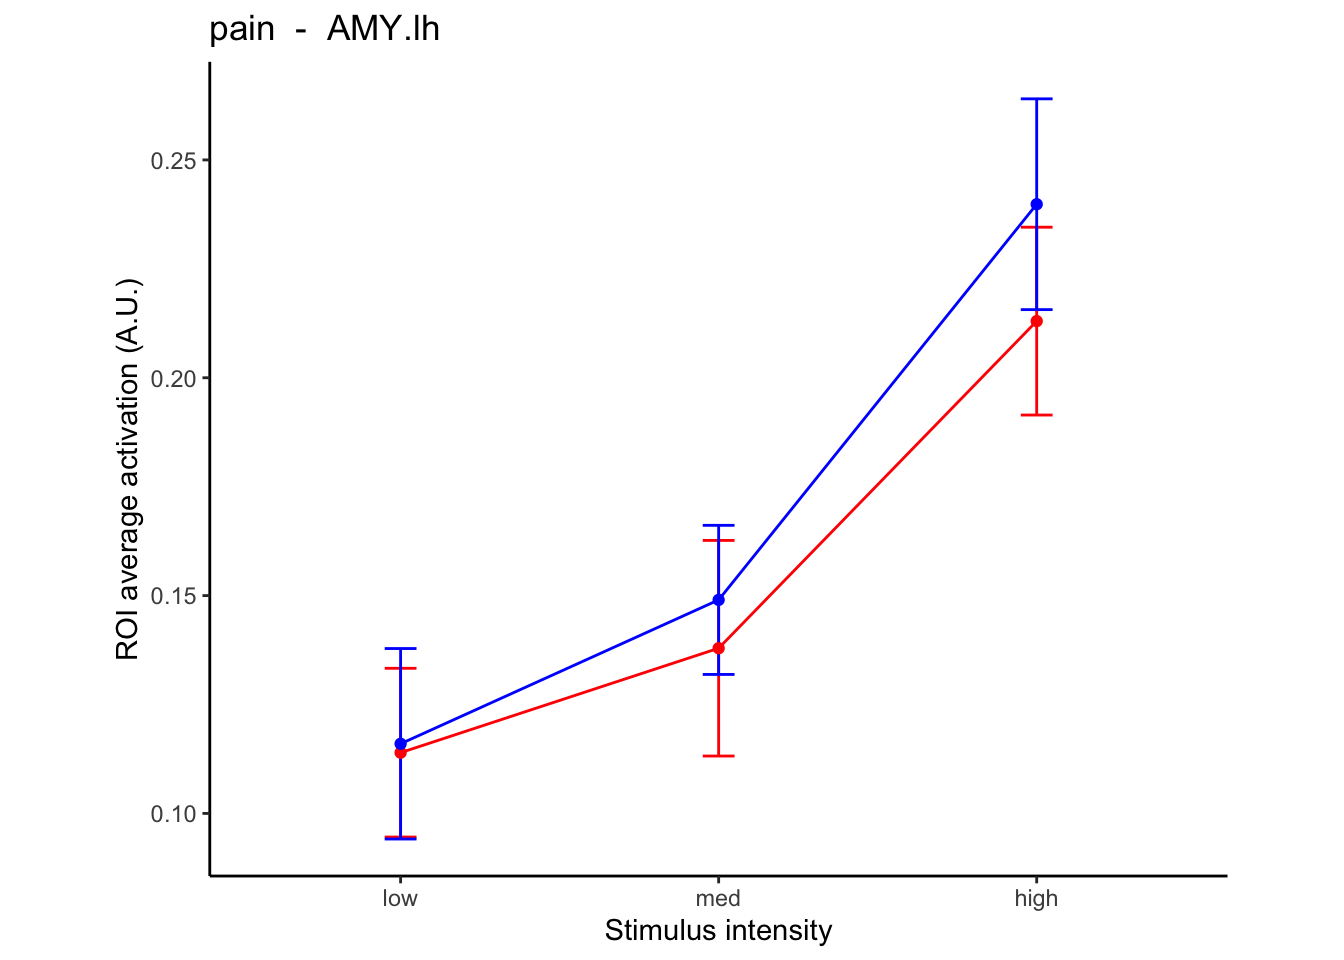 pain - AMY.lh
ROI average activation (A.U.)
0.25
0.20
0.15
0.10
low med high
Stimulus intensity